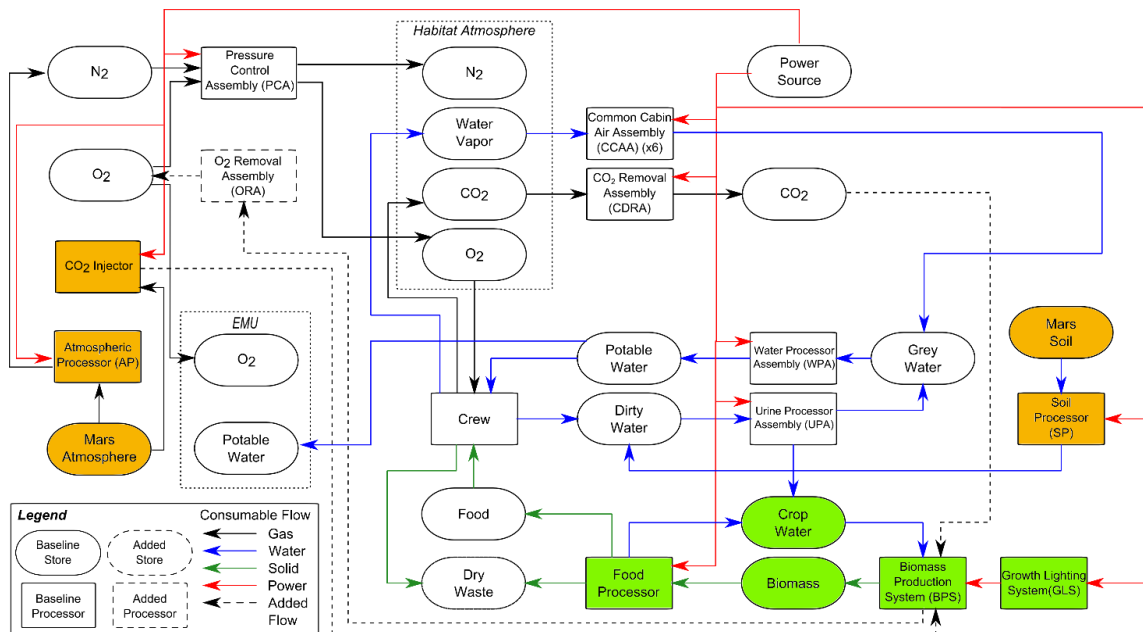 Habitat Atmosphere
N2
Pressure
Control
Assembly (PCA)
N2
Power
Source
Water
Vapor
Common Cabin
Air Assembly
(CCAA) (x6)
O2
O2 Removal
Assembly
(ORA)
CO2
CO2 Removal
Assembly
(CDRA)
CO2
O2
CO2 Injector
EMU
O2
Atmospheric
Processor (AP)
Mars
Atmosphere
Potable
Water
Potable
Water
Water Processor
Assembly (WPA)
Grey
Water
Mars
Soil
Crew
Dirty
Water
Urine Processor
Assembly (UPA)
Soil
Processor
(SP)
Food
Crop
Water
Dry
Waste
Food
Processor
Biomass
Biomass
Production
System (BPS)
Growth Lighting
System(GLS)
Legend
Consumable Flow
Baseline
Store
Added
Store
Baseline
Processor
Added
Processor
Gas
Water
Solid
Power
Added
Flow